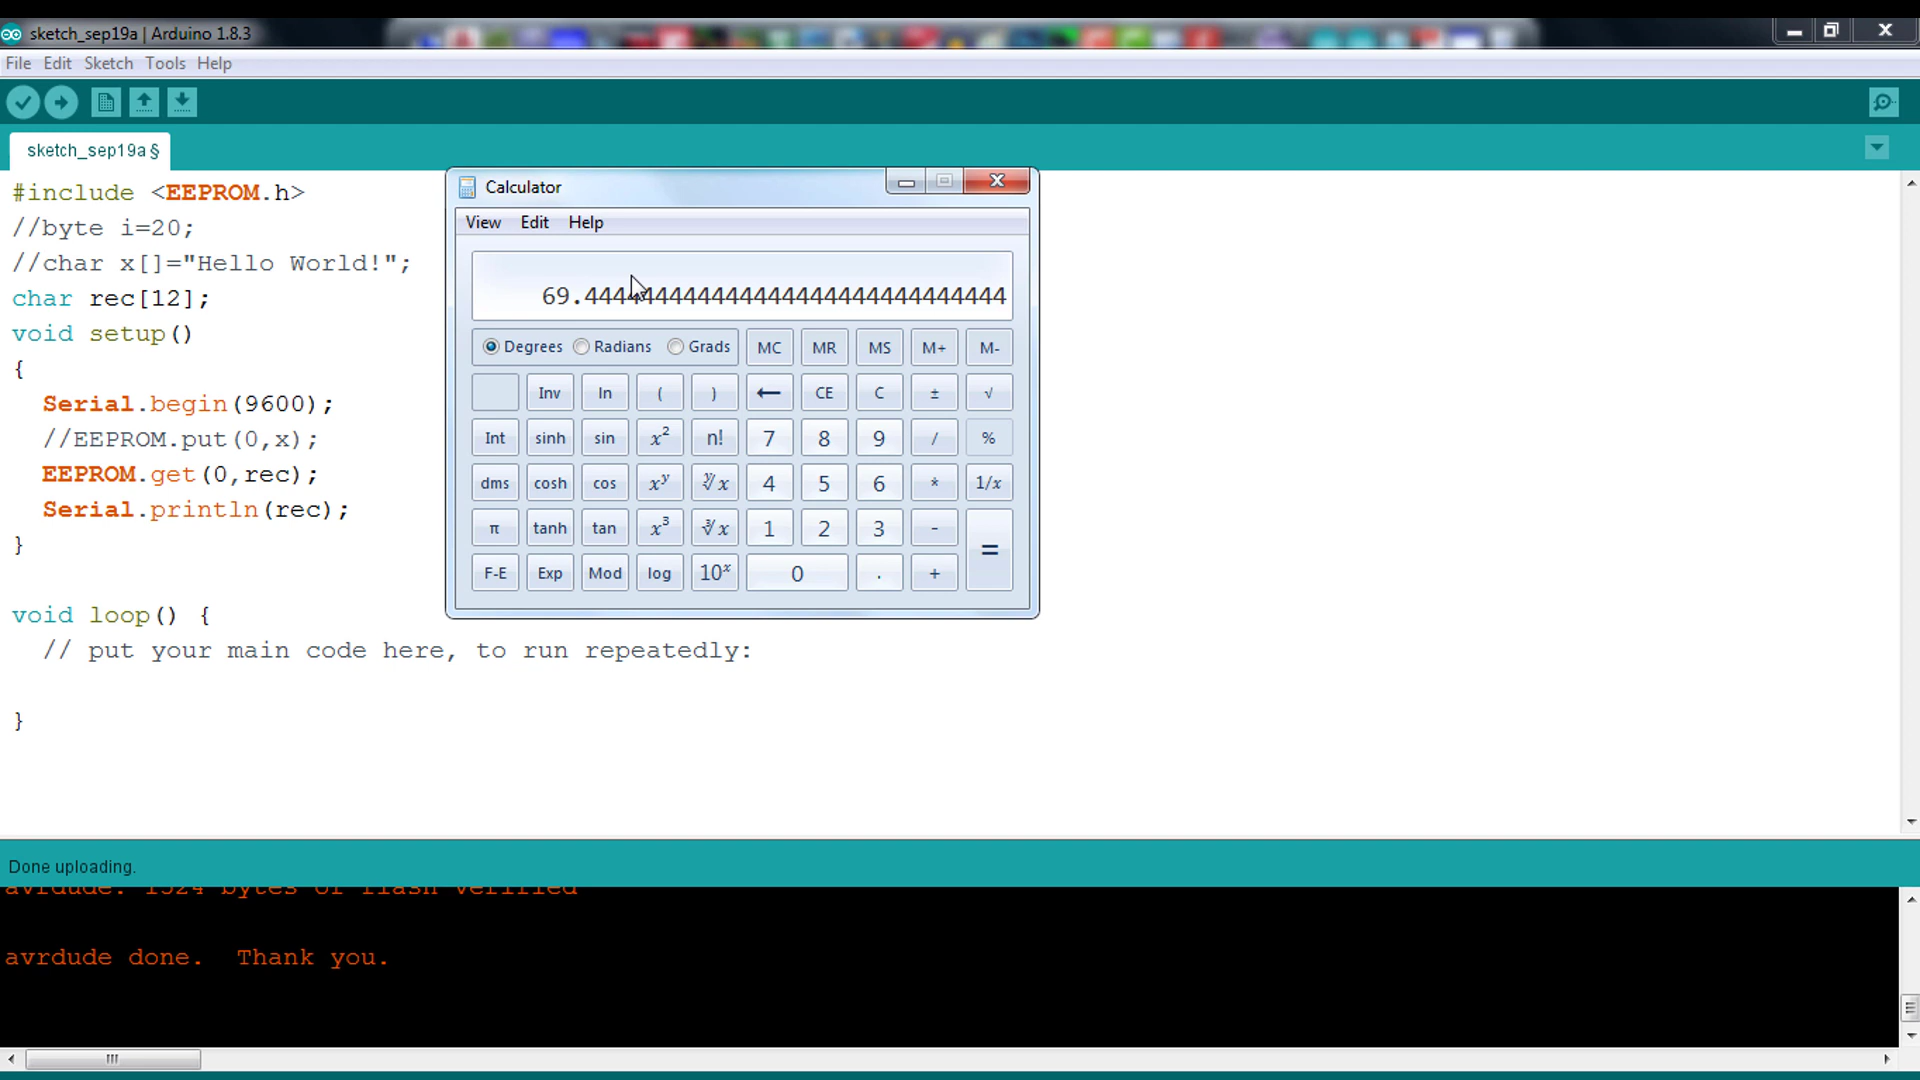 sketch_sep19a | Arduino 1.8.3
File Edit Sketch Tools Help
sketch_sep19a §
#include <EEPROM.h>
//byte i=20;
//char x[]="Hello World!";
char rec[12];
void setup()
{
Serial.begin(9600);
//EEPROM.put(0,x);
EEPROM.get(0,rec);
Serial.println(rec);
}
void loop() {
// put your main code here, to run repeatedly:
}
Calculator
View Edit Help
69.444444444444444444444444444444
Degrees Radians Grads MC MR MS M+ M-
Inv ln ( ) ← CE C ± √
Int sinh sin x² n! 7 8 9 / %
dms cosh cos xʸ ʸ√x 4 5 6 * 1/x
π tanh tan x³ ³√x 1 2 3 - =
F-E Exp Mod log 10ˣ 0 . +
Done uploading.
avrdude: 1524 bytes of flash verified
avrdude done. Thank you.